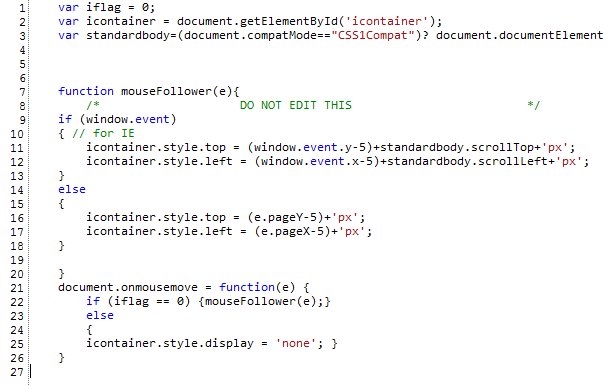 1 var iflag = 0;
2 var icontainer = document.getElementById('icontainer');
3 var standardbody=(document.compatMode=="CSS1Compat")? document.documentElement
4
5
6
7 function mouseFollower(e){
8 /* DO NOT EDIT THIS */
9 if (window.event)
10 { // for IE
11 icontainer.style.top = (window.event.y-5)+standardbody.scrollTop+'px';
12 icontainer.style.left = (window.event.x-5)+standardbody.scrollLeft+'px';
13 }
14 else
15 {
16 icontainer.style.top = (e.pageY-5)+'px';
17 icontainer.style.left = (e.pageX-5)+'px';
18 }
19
20 }
21 document.onmousemove = function(e) {
22 if (iflag == 0) {mouseFollower(e);}
23 else
24 {
25 icontainer.style.display = 'none'; }
26 }
27